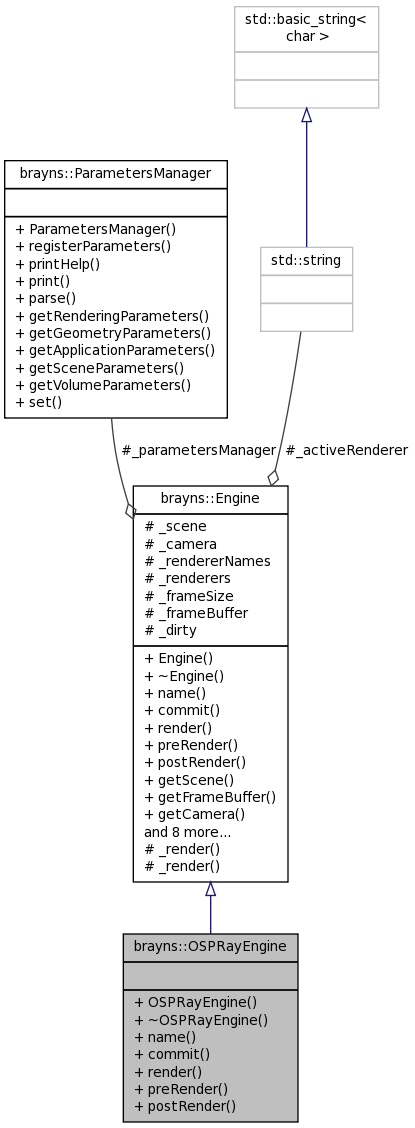 std::basic_string<
char >
brayns::ParametersManager
+ ParametersManager()
+ registerParameters()
+ printHelp()
+ print()
+ parse()
+ getRenderingParameters()
+ getGeometryParameters()
+ getApplicationParameters()
+ getSceneParameters()
+ getVolumeParameters()
+ set()
std::string
#_parametersManager
#_activeRenderer
brayns::Engine
# _scene
# _camera
# _rendererNames
# _renderers
# _frameSize
# _frameBuffer
# _dirty
+ Engine()
+ ~Engine()
+ name()
+ commit()
+ render()
+ preRender()
+ postRender()
+ getScene()
+ getFrameBuffer()
+ getCamera()
and 8 more...
# _render()
# _render()
brayns::OSPRayEngine
+ OSPRayEngine()
+ ~OSPRayEngine()
+ name()
+ commit()
+ render()
+ preRender()
+ postRender()